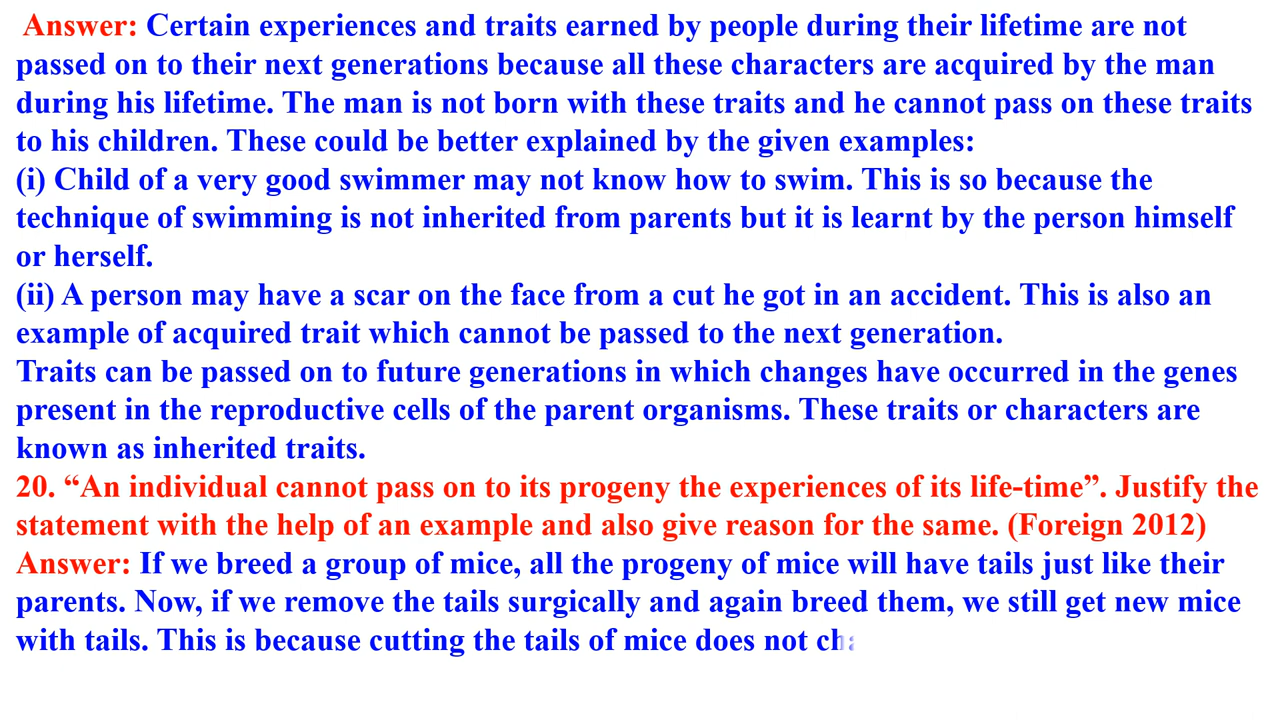 Answer: Certain experiences and traits earned by people during their lifetime are not
passed on to their next generations because all these characters are acquired by the man
during his lifetime. The man is not born with these traits and he cannot pass on these traits
to his children. These could be better explained by the given examples:
(i) Child of a very good swimmer may not know how to swim. This is so because the
technique of swimming is not inherited from parents but it is learnt by the person himself
or herself.
(ii) A person may have a scar on the face from a cut he got in an accident. This is also an
example of acquired trait which cannot be passed to the next generation.
Traits can be passed on to future generations in which changes have occurred in the genes
present in the reproductive cells of the parent organisms. These traits or characters are
known as inherited traits.
20. “An individual cannot pass on to its progeny the experiences of its life-time”. Justify the
statement with the help of an example and also give reason for the same. (Foreign 2012)
Answer: If we breed a group of mice, all the progeny of mice will have tails just like their
parents. Now, if we remove the tails surgically and again breed them, we still get new mice
with tails. This is because cutting the tails of mice does not